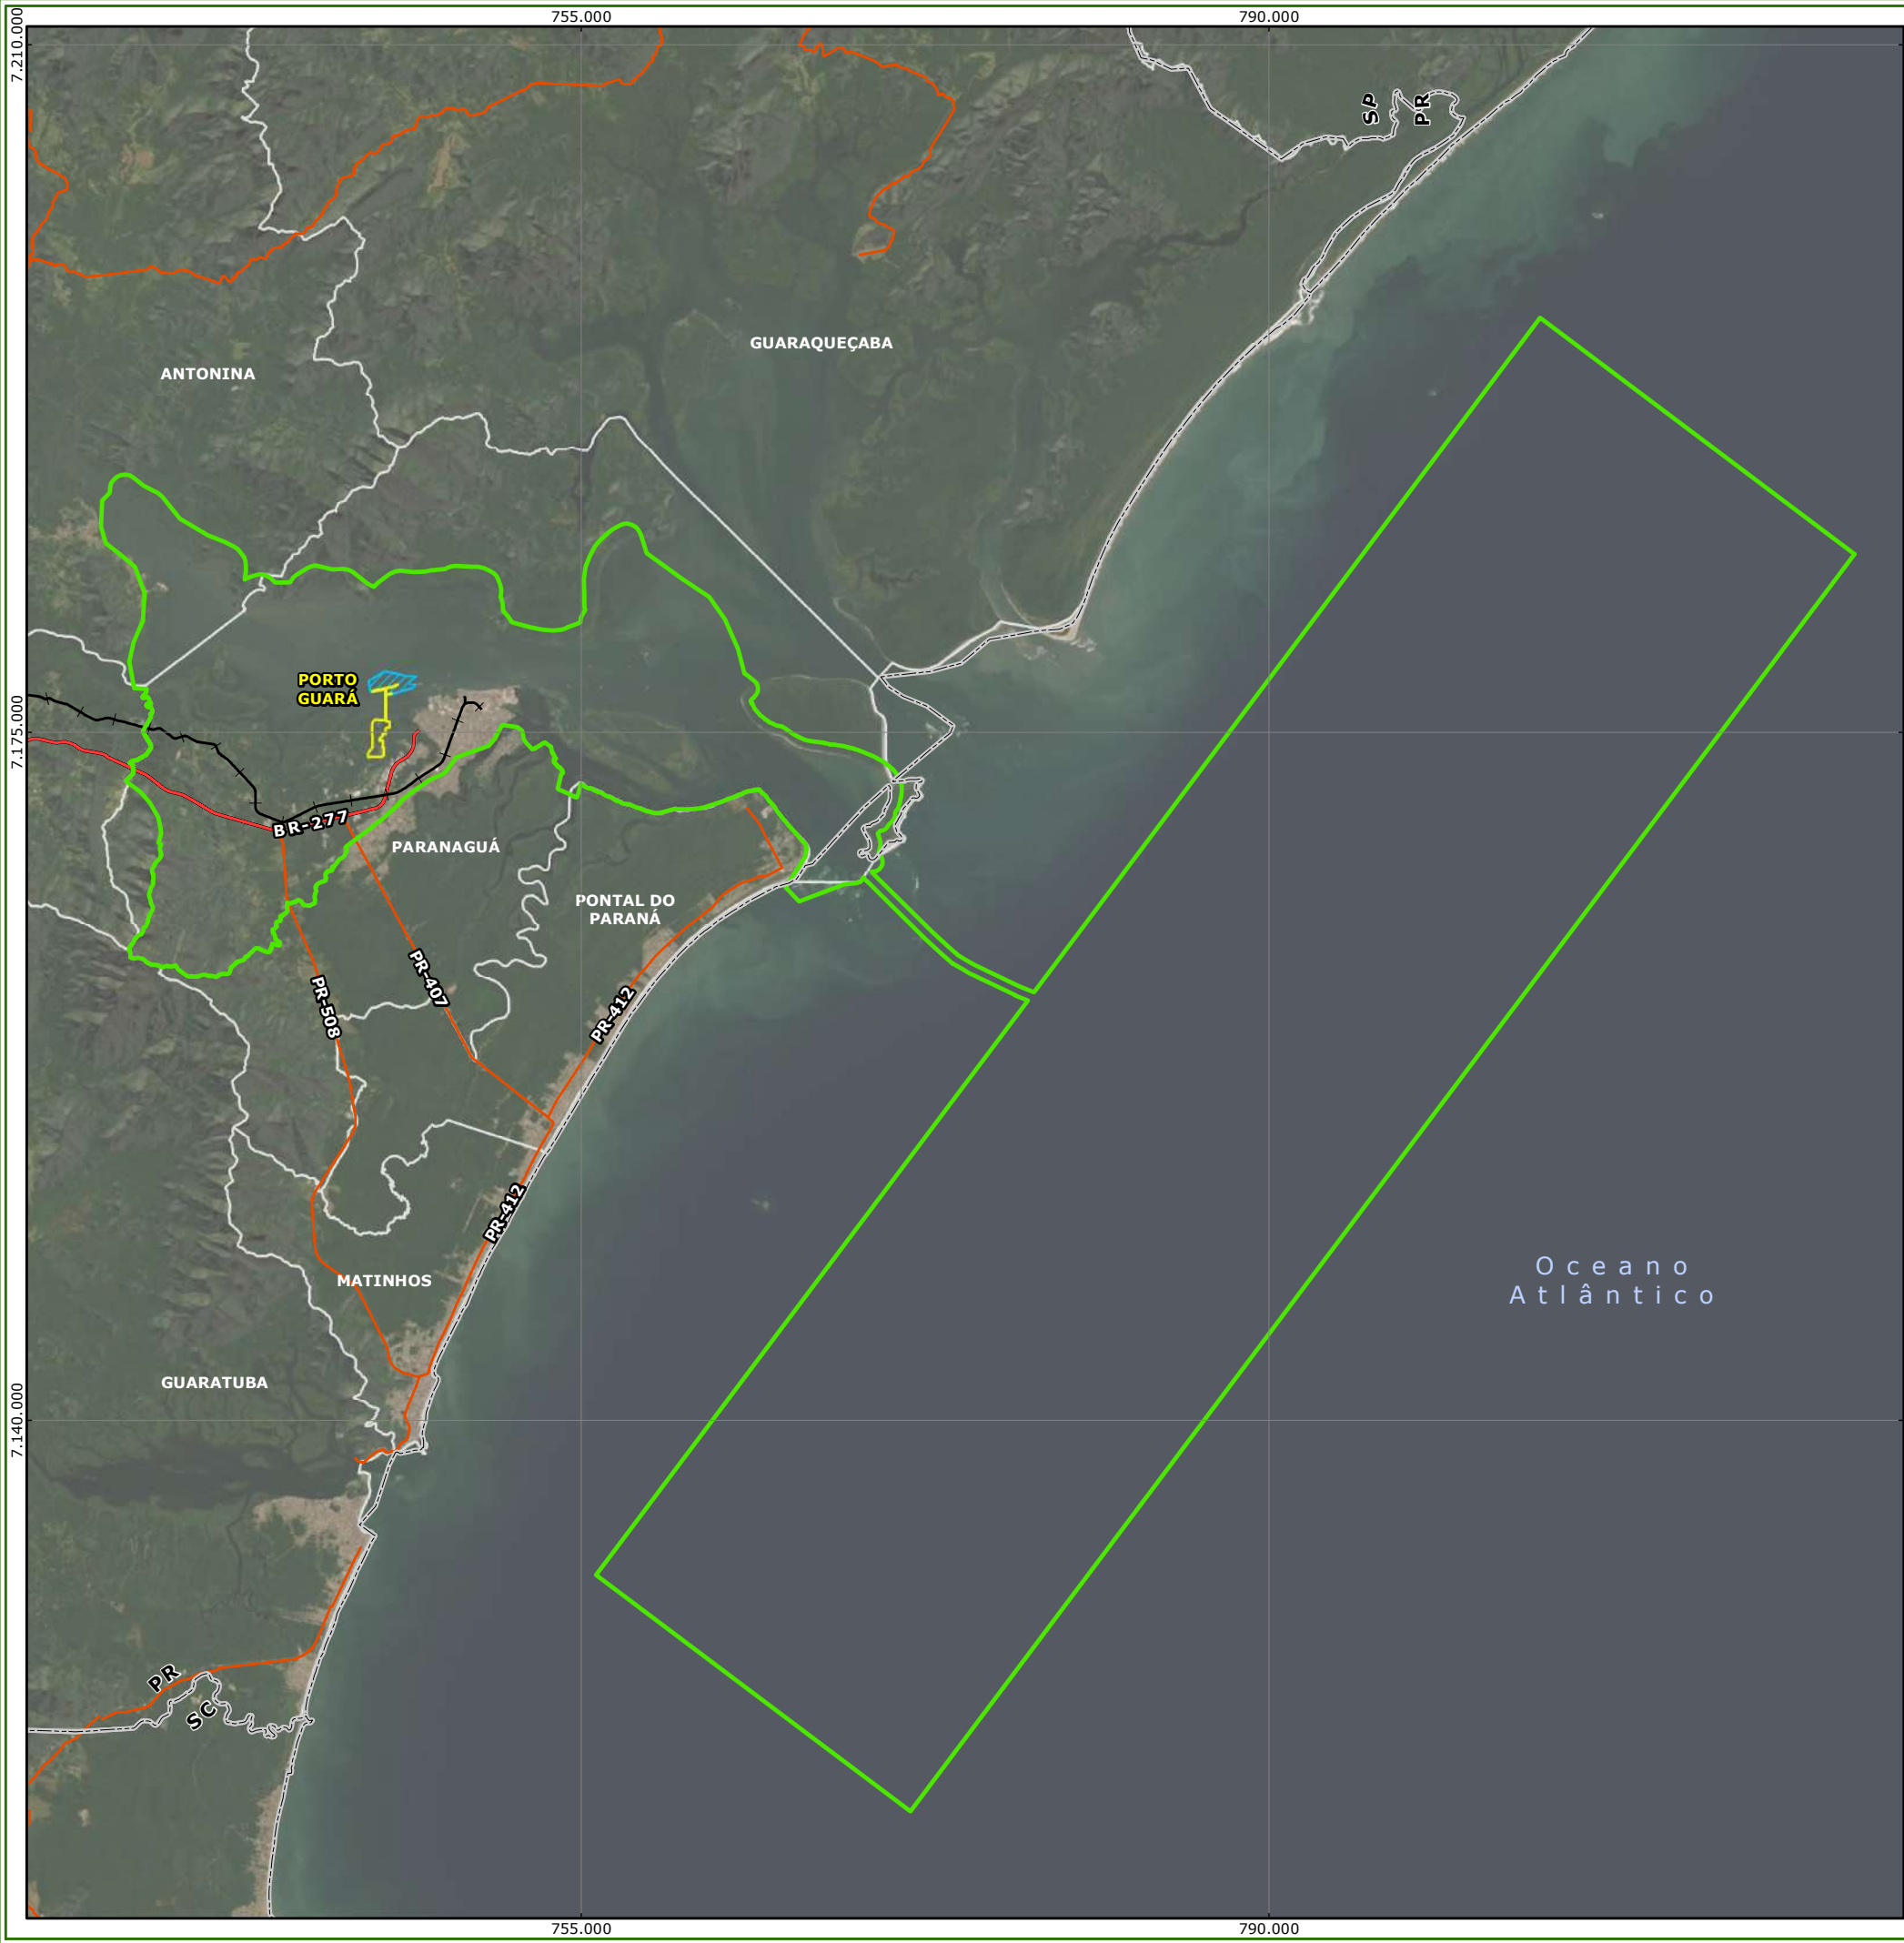 755.000
790.000
7.210.000
SP
PR
GUARAQUEÇABA
ANTONINA
PORTO
GUARÁ
7.175.000
BR-277
PARANAGUÁ
PONTAL DO
PARANÁ
PR-407
PR-508
PR-412
PR-412
Oceano
Atlântico
MATINHOS
GUARATUBA
7.140.000
PR
SC
755.000
790.000